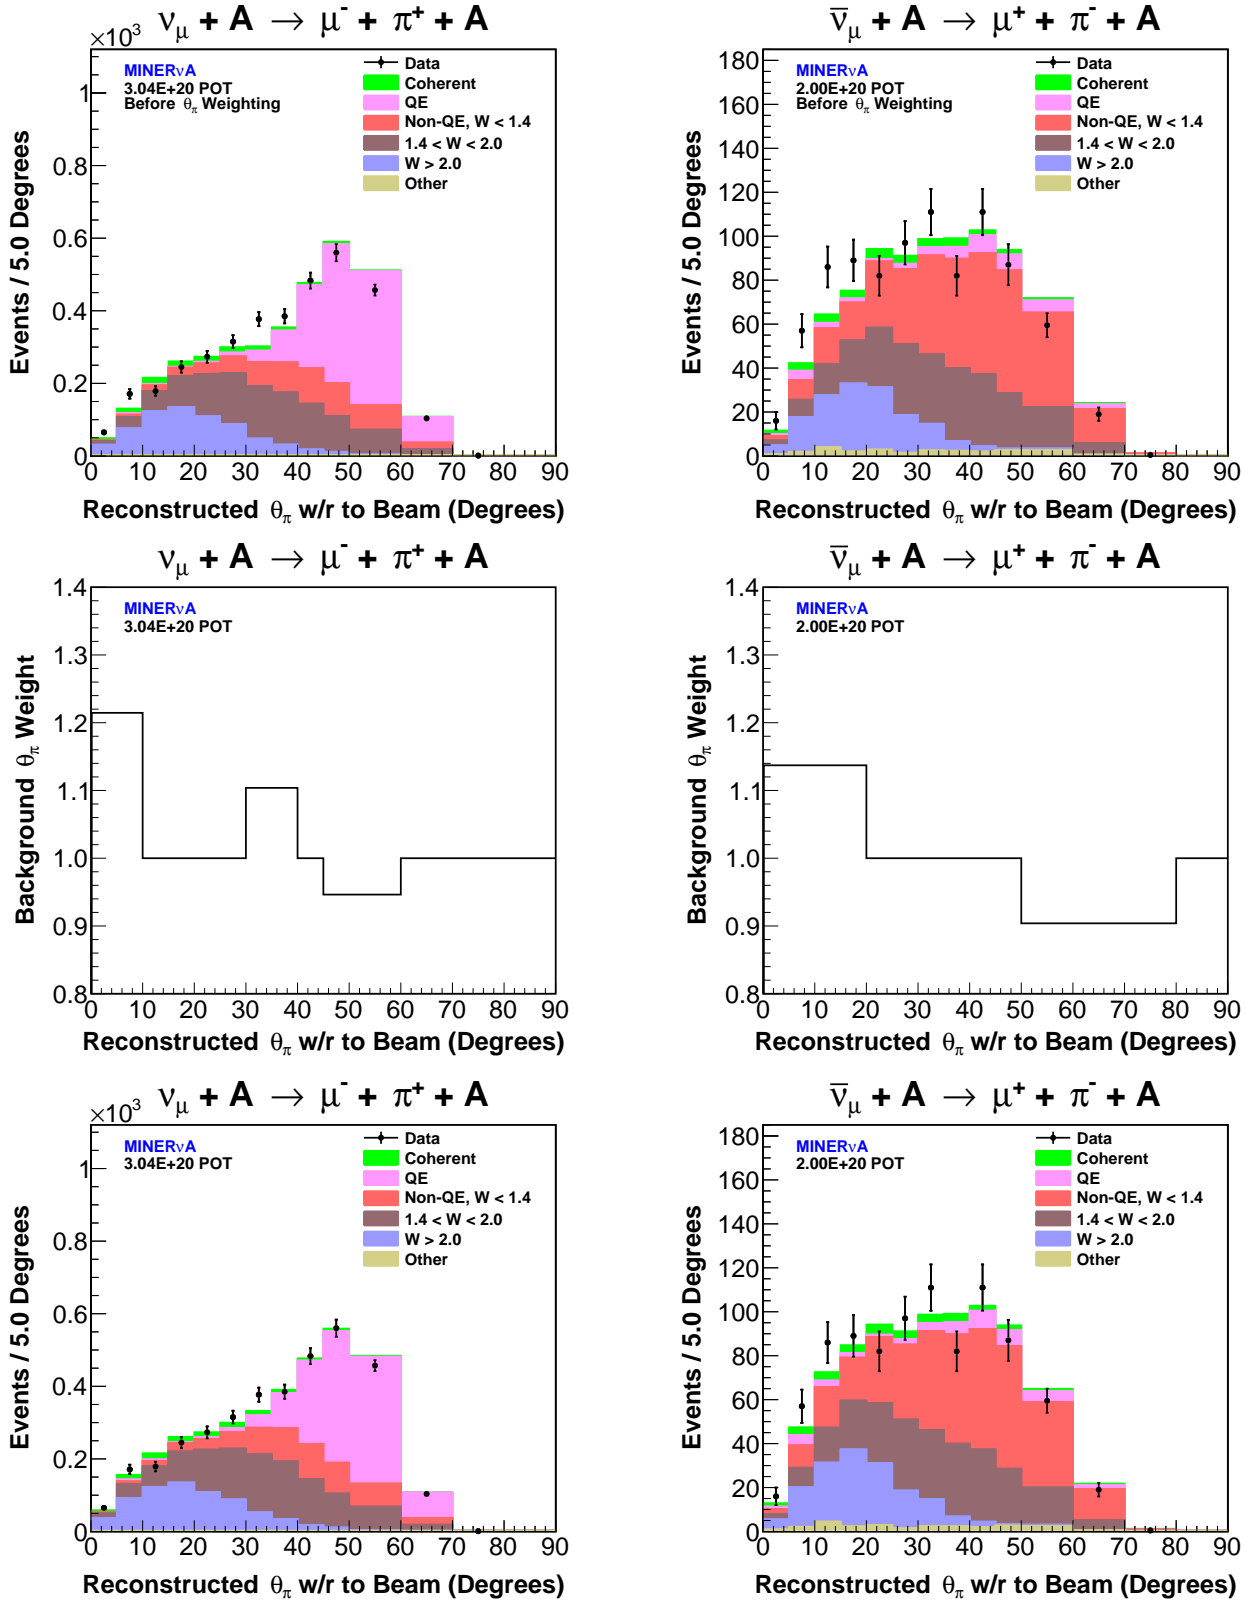 ν_μ + A → μ⁻ + π⁺ + A
×10³
MINERνA
3.04E+20 POT
Before θ_π Weighting
Data
Coherent
QE
Non-QE, W < 1.4
1.4 < W < 2.0
W > 2.0
Other
Events / 5.0 Degrees
1
0.8
0.6
0.4
0.2
0
0 10 20 30 40 50 60 70 80 90
Reconstructed θ_π w/r to Beam (Degrees)
ν̅_μ + A → μ⁺ + π⁻ + A
MINERνA
2.00E+20 POT
Before θ_π Weighting
Data
Coherent
QE
Non-QE, W < 1.4
1.4 < W < 2.0
W > 2.0
Other
Events / 5.0 Degrees
180
160
140
120
100
80
60
40
20
0
0 10 20 30 40 50 60 70 80 90
Reconstructed θ_π w/r to Beam (Degrees)
ν_μ + A → μ⁻ + π⁺ + A
MINERνA
3.04E+20 POT
Background θ_π Weight
1.4
1.3
1.2
1.1
1.0
0.9
0.8
0 10 20 30 40 50 60 70 80 90
Reconstructed θ_π w/r to Beam (Degrees)
ν̅_μ + A → μ⁺ + π⁻ + A
MINERνA
2.00E+20 POT
Background θ_π Weight
1.4
1.3
1.2
1.1
1.0
0.9
0.8
0 10 20 30 40 50 60 70 80 90
Reconstructed θ_π w/r to Beam (Degrees)
ν_μ + A → μ⁻ + π⁺ + A
×10³
MINERνA
3.04E+20 POT
Data
Coherent
QE
Non-QE, W < 1.4
1.4 < W < 2.0
W > 2.0
Other
Events / 5.0 Degrees
1
0.8
0.6
0.4
0.2
0
0 10 20 30 40 50 60 70 80 90
Reconstructed θ_π w/r to Beam (Degrees)
ν̅_μ + A → μ⁺ + π⁻ + A
MINERνA
2.00E+20 POT
Data
Coherent
QE
Non-QE, W < 1.4
1.4 < W < 2.0
W > 2.0
Other
Events / 5.0 Degrees
180
160
140
120
100
80
60
40
20
0
0 10 20 30 40 50 60 70 80 90
Reconstructed θ_π w/r to Beam (Degrees)